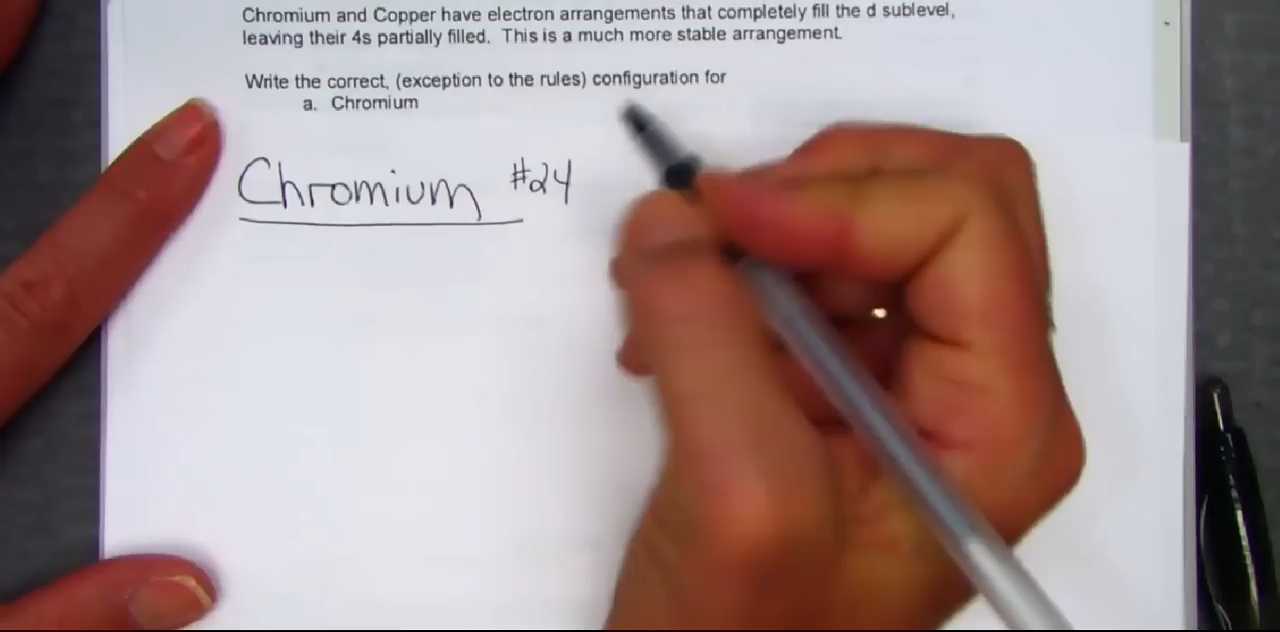 Chromium and Copper have electron arrangements that completely fill the d sublevel,
leaving their 4s partially filled. This is a much more stable arrangement.
Write the correct, (exception to the rules) configuration for
a. Chromium
Chromium #24